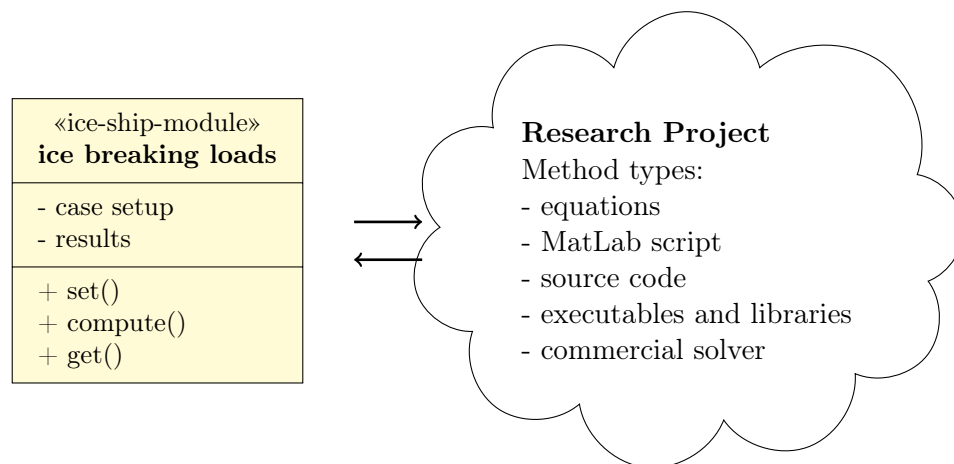 «ice-ship-module»
ice breaking loads
- case setup
- results
+ set()
+ compute()
+ get()
Research Project
Method types:
- equations
- MatLab script
- source code
- executables and libraries
- commercial solver